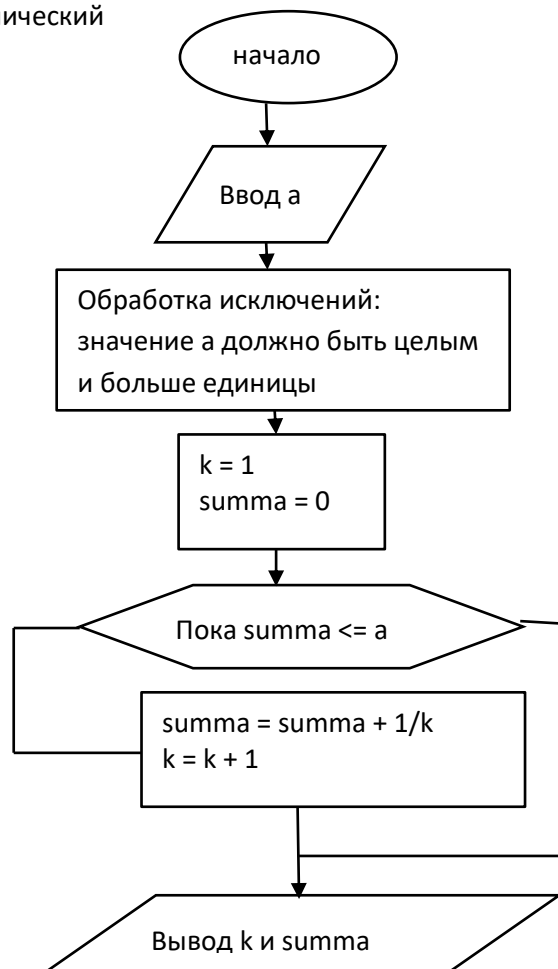 начало
Ввод a
Обработка исключений:
значение a должно быть целым
и больше единицы
k = 1
summa = 0
Пока summa <= a
summa = summa + 1/k
k = k + 1
Вывод k и summa